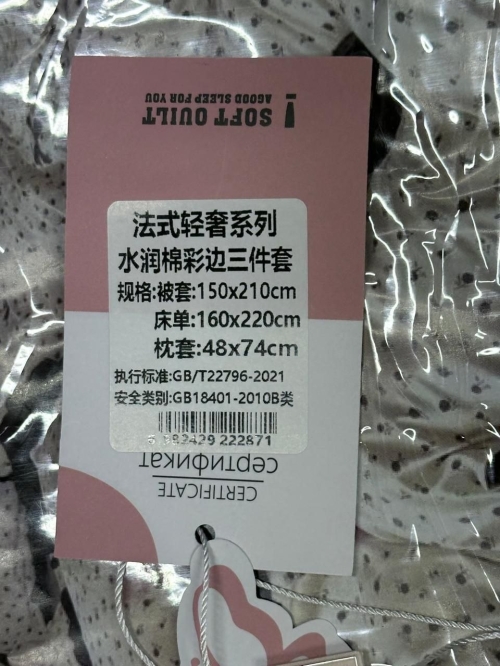 SOFT QUILT
A GOOD SLEEP FOR YOU
法式轻奢系列
水润棉彩边三件套
规格:被套:150x210cm
床单:160x220cm
枕套:48x74cm
执行标准:GB/T22796-2021
安全类别:GB18401-2010B类
222871
сертификат
CERTIFICATE